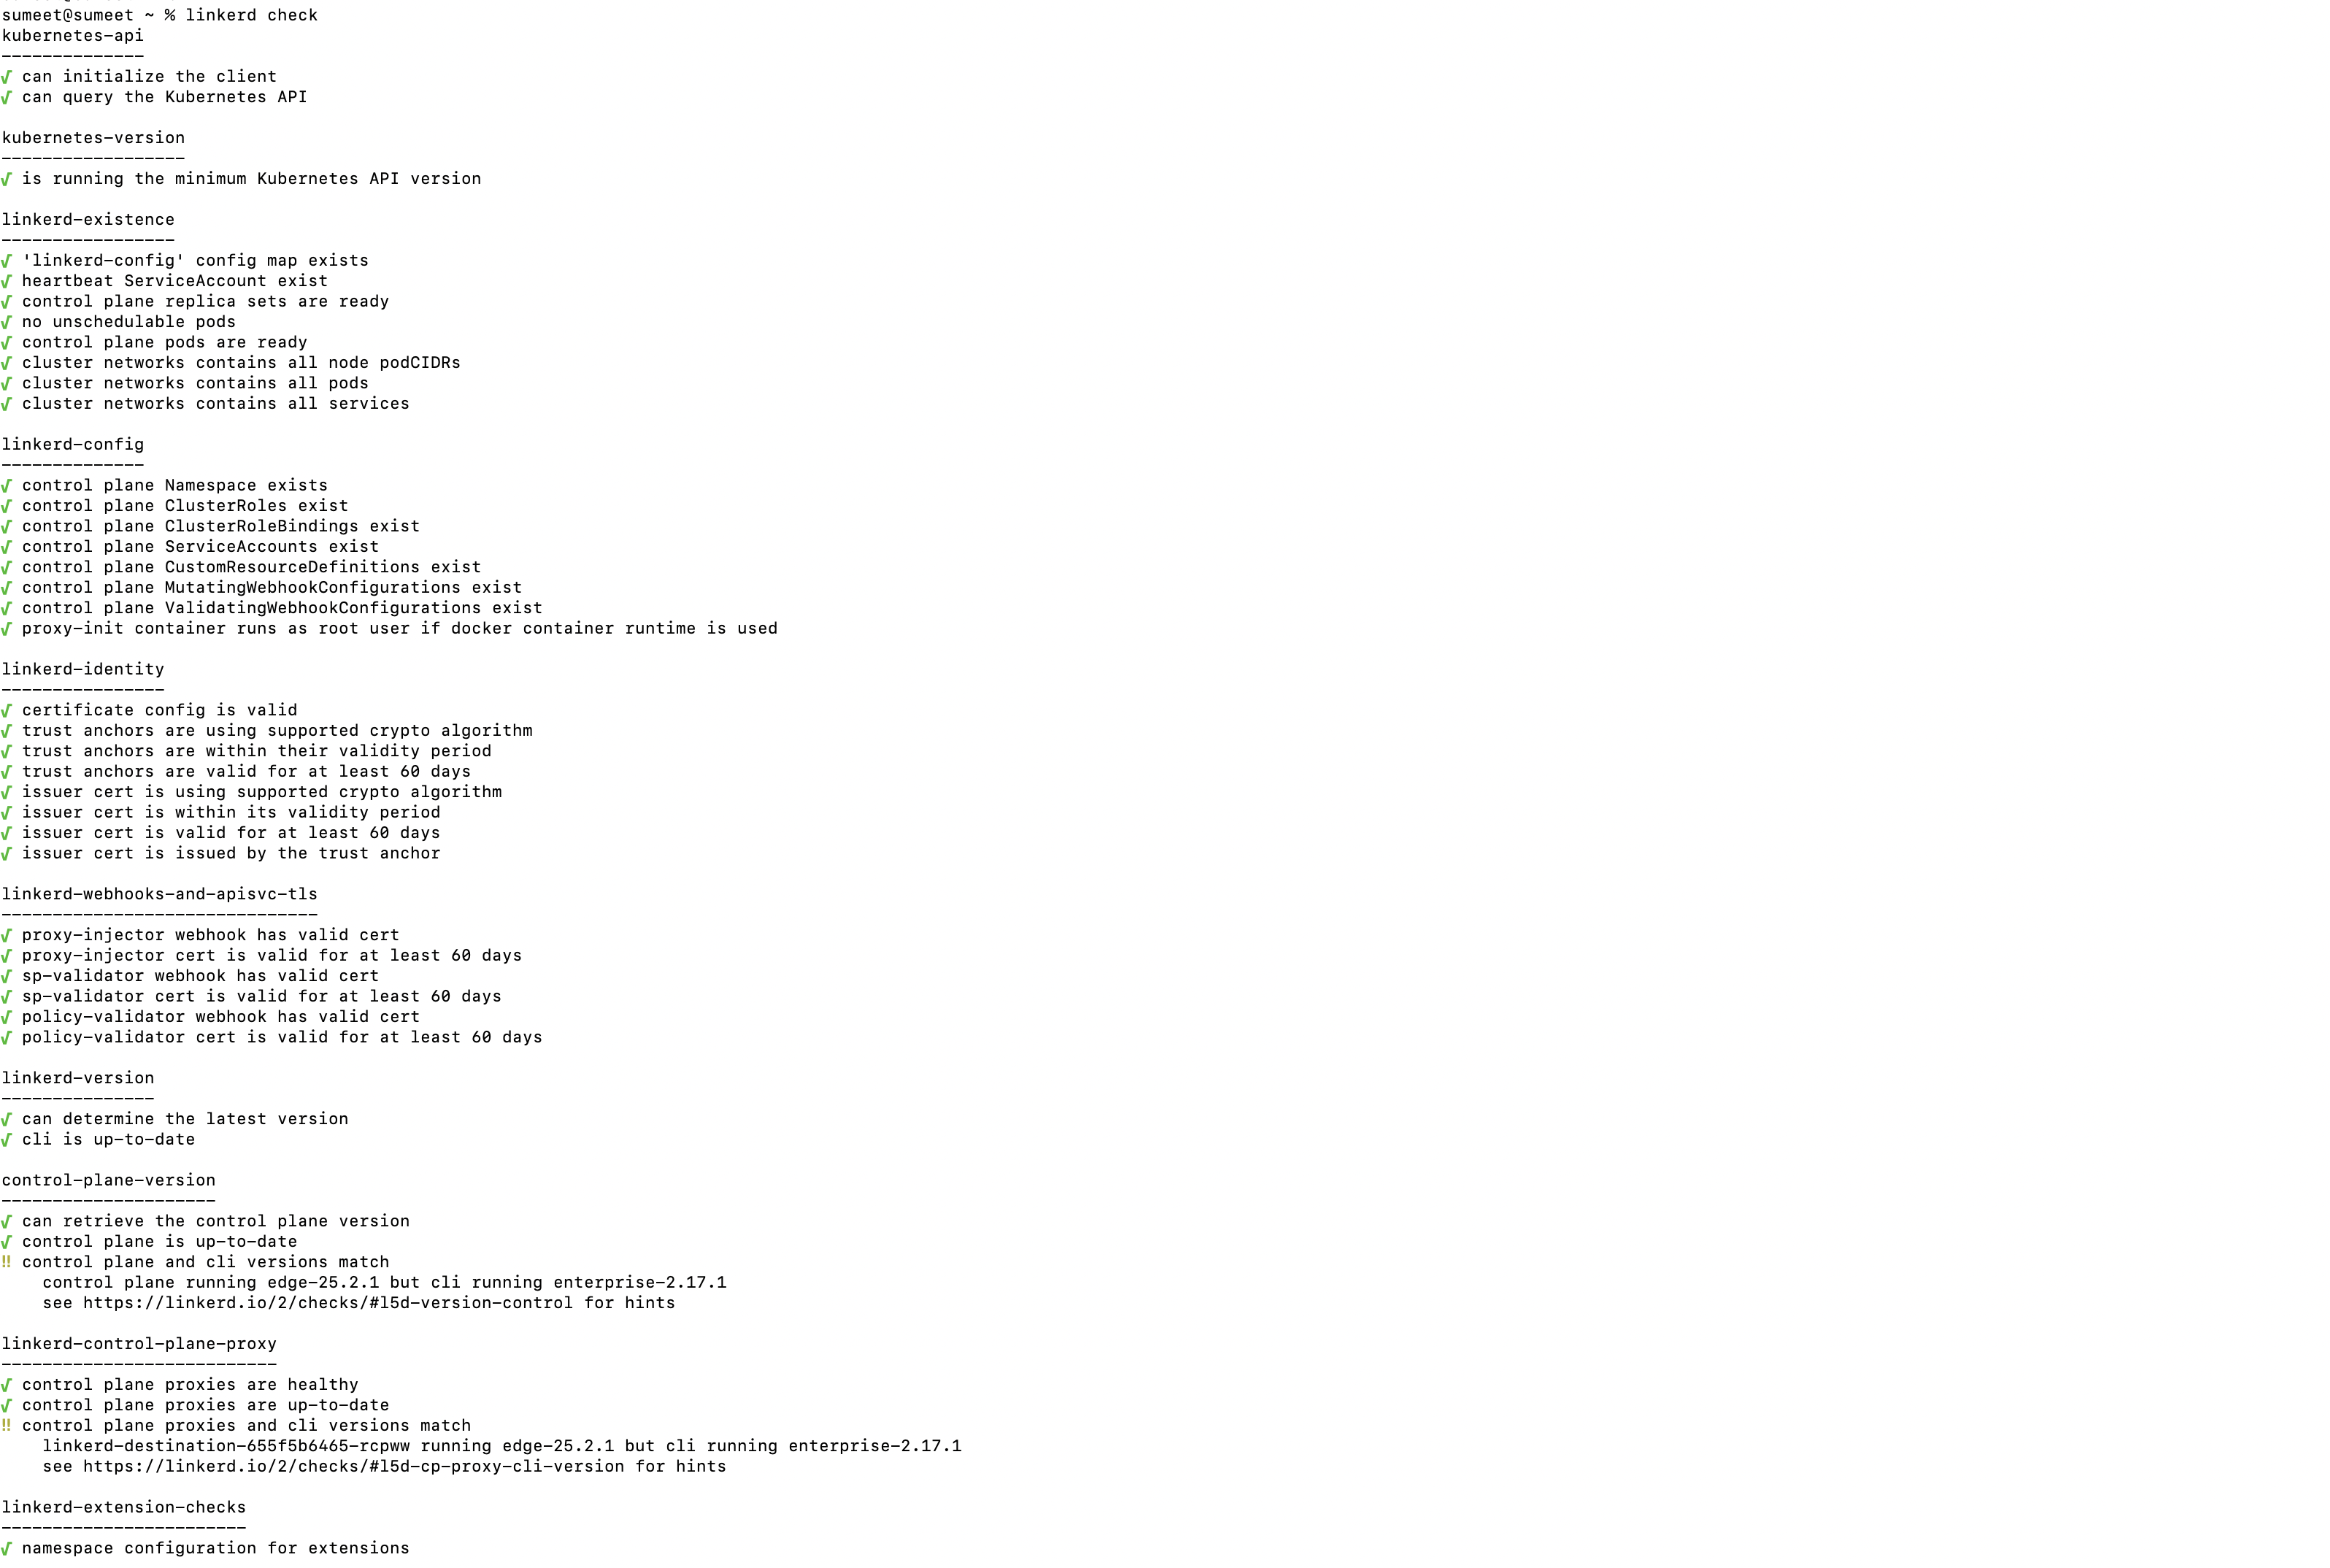 sumeet@sumeet ~ % linkerd check
kubernetes-api
--------------
√ can initialize the client
√ can query the Kubernetes API

kubernetes-version
------------------
√ is running the minimum Kubernetes API version

linkerd-existence
-----------------
√ 'linkerd-config' config map exists
√ heartbeat ServiceAccount exist
√ control plane replica sets are ready
√ no unschedulable pods
√ control plane pods are ready
√ cluster networks contains all node podCIDRs
√ cluster networks contains all pods
√ cluster networks contains all services

linkerd-config
--------------
√ control plane Namespace exists
√ control plane ClusterRoles exist
√ control plane ClusterRoleBindings exist
√ control plane ServiceAccounts exist
√ control plane CustomResourceDefinitions exist
√ control plane MutatingWebhookConfigurations exist
√ control plane ValidatingWebhookConfigurations exist
√ proxy-init container runs as root user if docker container runtime is used

linkerd-identity
----------------
√ certificate config is valid
√ trust anchors are using supported crypto algorithm
√ trust anchors are within their validity period
√ trust anchors are valid for at least 60 days
√ issuer cert is using supported crypto algorithm
√ issuer cert is within its validity period
√ issuer cert is valid for at least 60 days
√ issuer cert is issued by the trust anchor

linkerd-webhooks-and-apisvc-tls
-------------------------------
√ proxy-injector webhook has valid cert
√ proxy-injector cert is valid for at least 60 days
√ sp-validator webhook has valid cert
√ sp-validator cert is valid for at least 60 days
√ policy-validator webhook has valid cert
√ policy-validator cert is valid for at least 60 days

linkerd-version
---------------
√ can determine the latest version
√ cli is up-to-date

control-plane-version
---------------------
√ can retrieve the control plane version
√ control plane is up-to-date
‼ control plane and cli versions match
    control plane running edge-25.2.1 but cli running enterprise-2.17.1
    see https://linkerd.io/2/checks/#l5d-version-control for hints

linkerd-control-plane-proxy
---------------------------
√ control plane proxies are healthy
√ control plane proxies are up-to-date
‼ control plane proxies and cli versions match
    linkerd-destination-655f5b6465-rcpww running edge-25.2.1 but cli running enterprise-2.17.1
    see https://linkerd.io/2/checks/#l5d-cp-proxy-cli-version for hints

linkerd-extension-checks
------------------------
√ namespace configuration for extensions